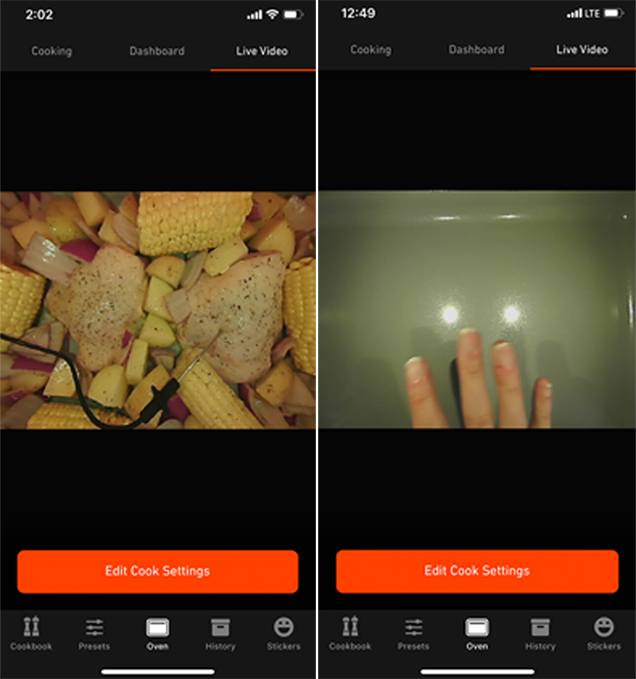 2:02
Cooking Dashboard Live Video
Edit Cook Settings
Cookbook Presets Oven History Stickers
12:49 LTE
Cooking Dashboard Live Video
Edit Cook Settings
Cookbook Presets Oven History Stickers